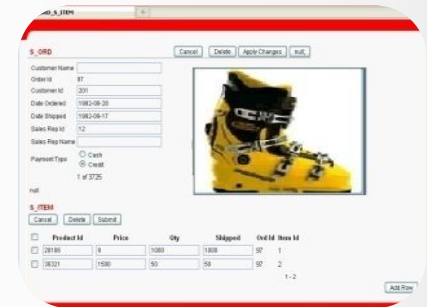 S_ORD
Cancel Delete Apply Changes null;
Customer Name
Order Id 97
Customer Id 201
Date Ordered 1992-08-28
Date Shipped 1992-09-17
Sales Rep Id 12
Sales Rep Name
Payment Type Cash
Credit
1 of 3725
null
S_ITEM
Cancel Delete Submit
Product Id Price Qty Shipped Ord Id Item Id
20106 9 1000 1000 97 1
30321 1500 50 50 97 2
1 - 2
Add Row